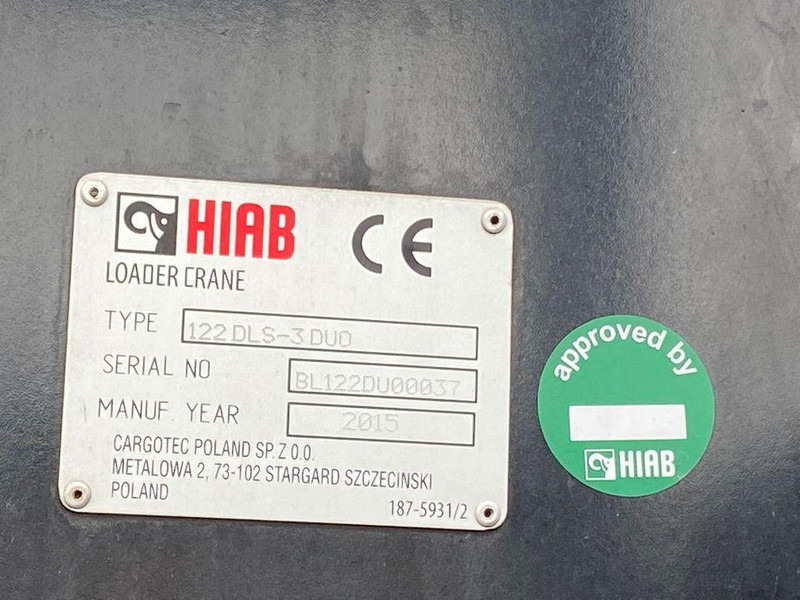 HIAB
CE
LOADER CRANE
TYPE 122 DLS-3 DUO
SERIAL NO BL122DU00037
MANUF. YEAR 2015
CARGOTEC POLAND SP. Z O.O.
METALOWA 2, 73-102 STARGARD SZCZECINSKI
POLAND
187-5931/2
approved by
HIAB